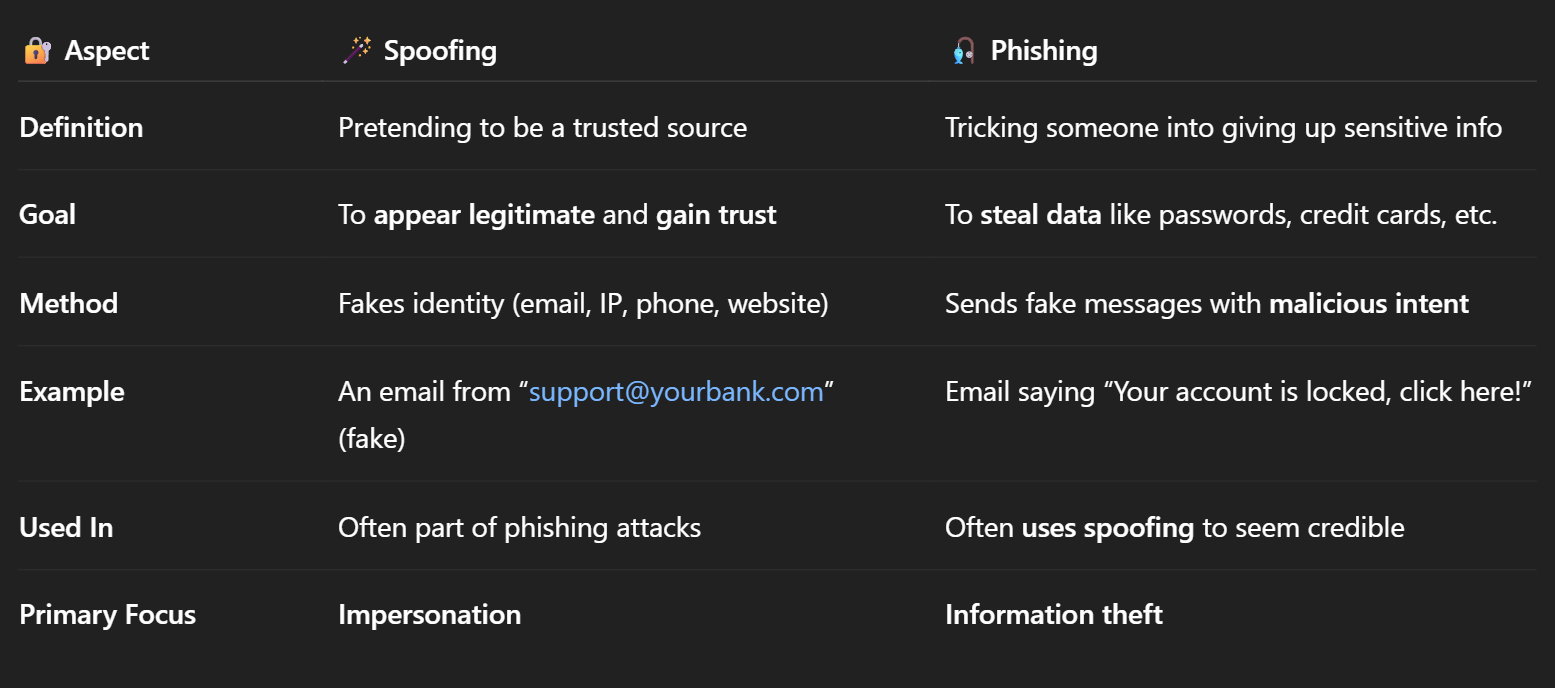 🔐 Aspect 🪄 Spoofing 🎣 Phishing
Definition Pretending to be a trusted source Tricking someone into giving up sensitive info
Goal To appear legitimate and gain trust To steal data like passwords, credit cards, etc.
Method Fakes identity (email, IP, phone, website) Sends fake messages with malicious intent
Example An email from “support@yourbank.com” Email saying “Your account is locked, click here!”
(fake)
Used In Often part of phishing attacks Often uses spoofing to seem credible
Primary Focus Impersonation Information theft